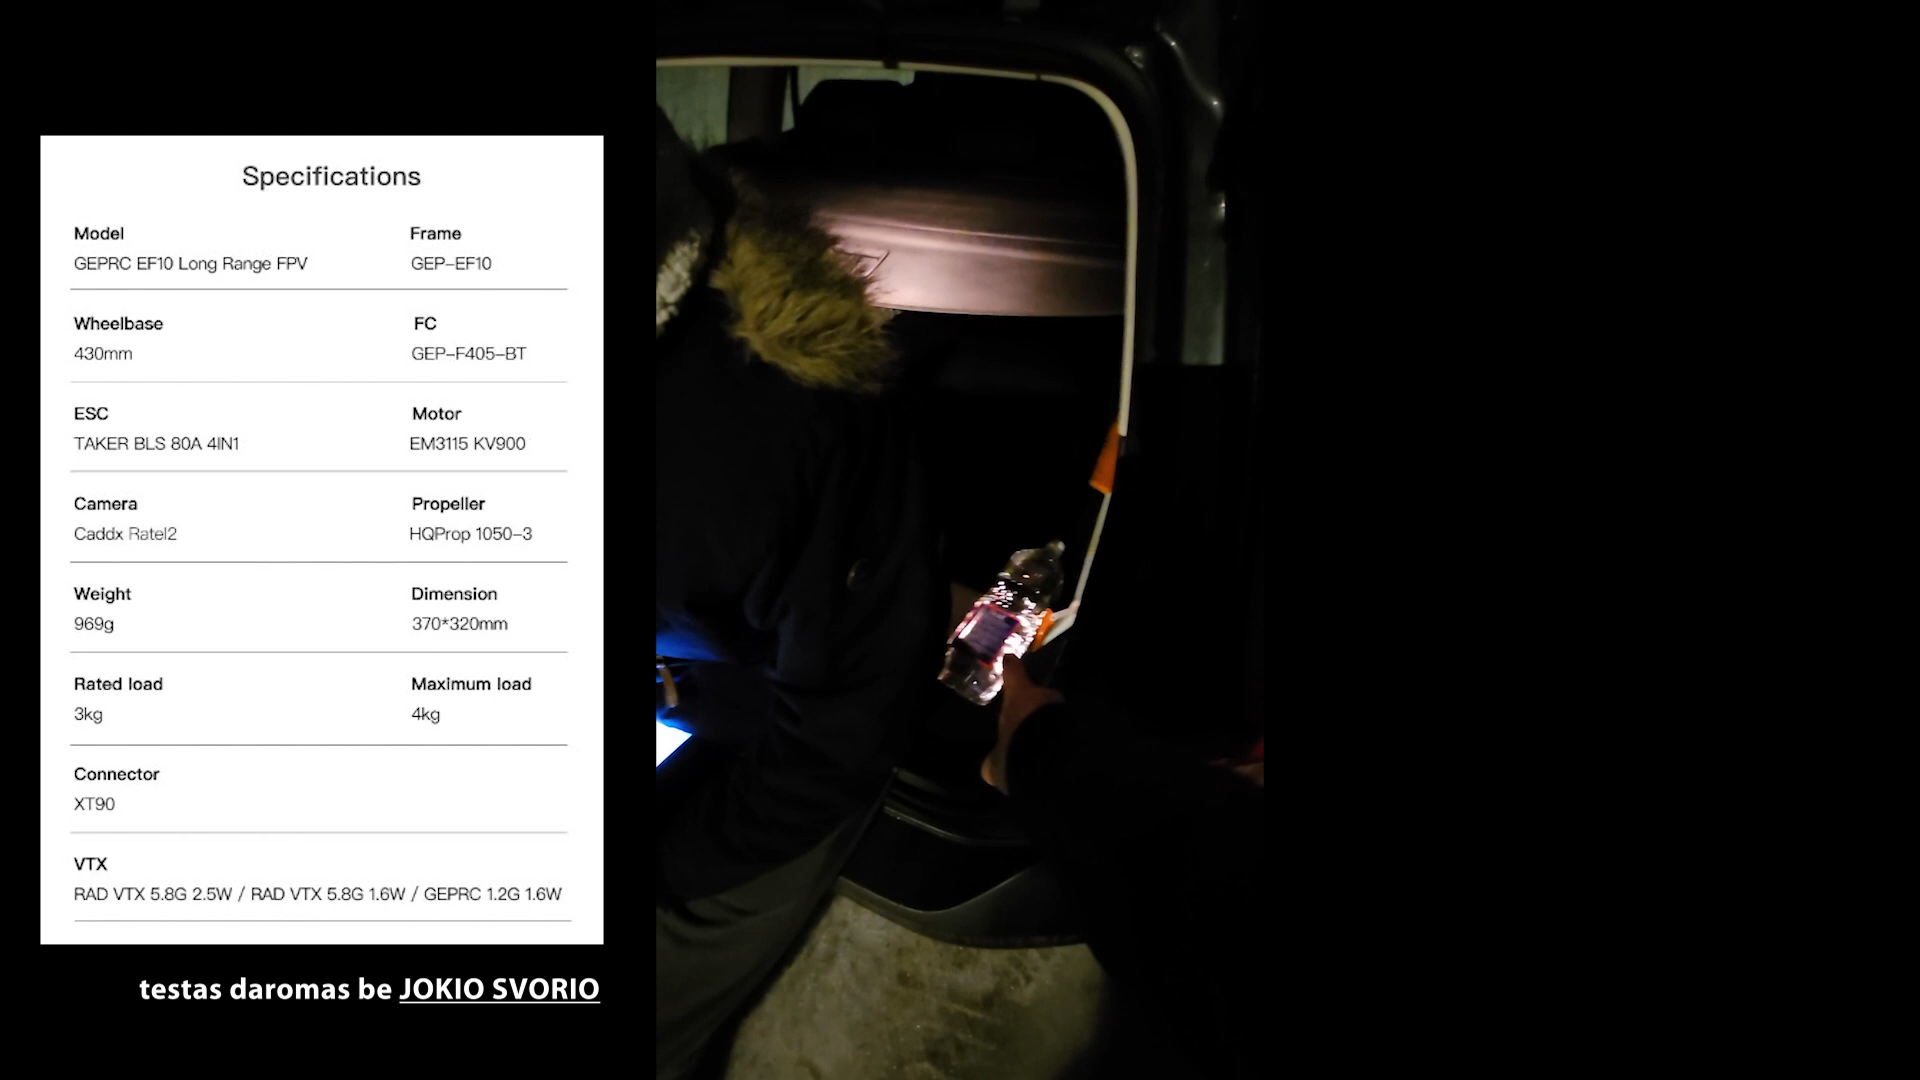 Specifications
Model
GEPRC EF10 Long Range FPV
Frame
GEP-EF10
Wheelbase
430mm
FC
GEP-F405-BT
ESC
TAKER BLS 80A 4IN1
Motor
EM3115 KV900
Camera
Caddx Ratel2
Propeller
HQProp 1050-3
Weight
969g
Dimension
370*320mm
Rated load
3kg
Maximum load
4kg
Connector
XT90
VTX
RAD VTX 5.8G 2.5W / RAD VTX 5.8G 1.6W / GEPRC 1.2G 1.6W
testas daromas be JOKIO SVORIO